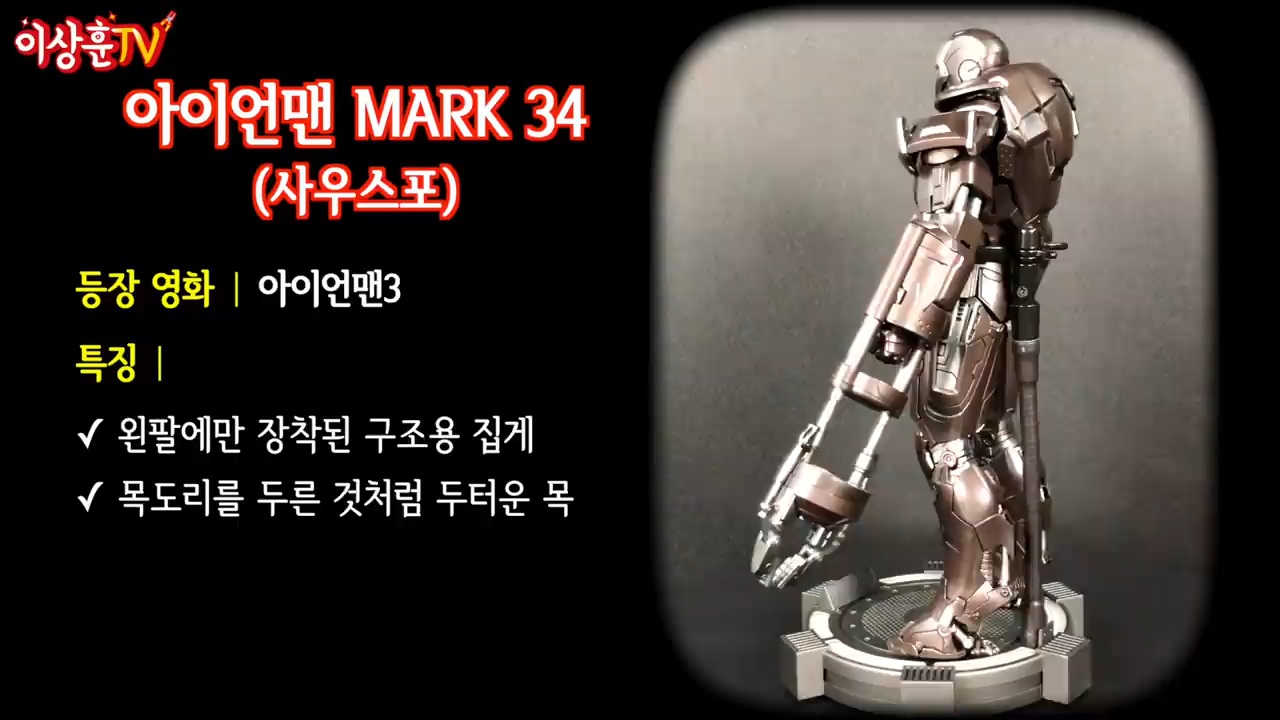 이상훈TV
아이언맨 MARK 34
(사우스포)
등장 영화 | 아이언맨3
특징 |
✓ 왼팔에만 장착된 구조용 집게
✓ 목도리를 두른 것처럼 두터운 목